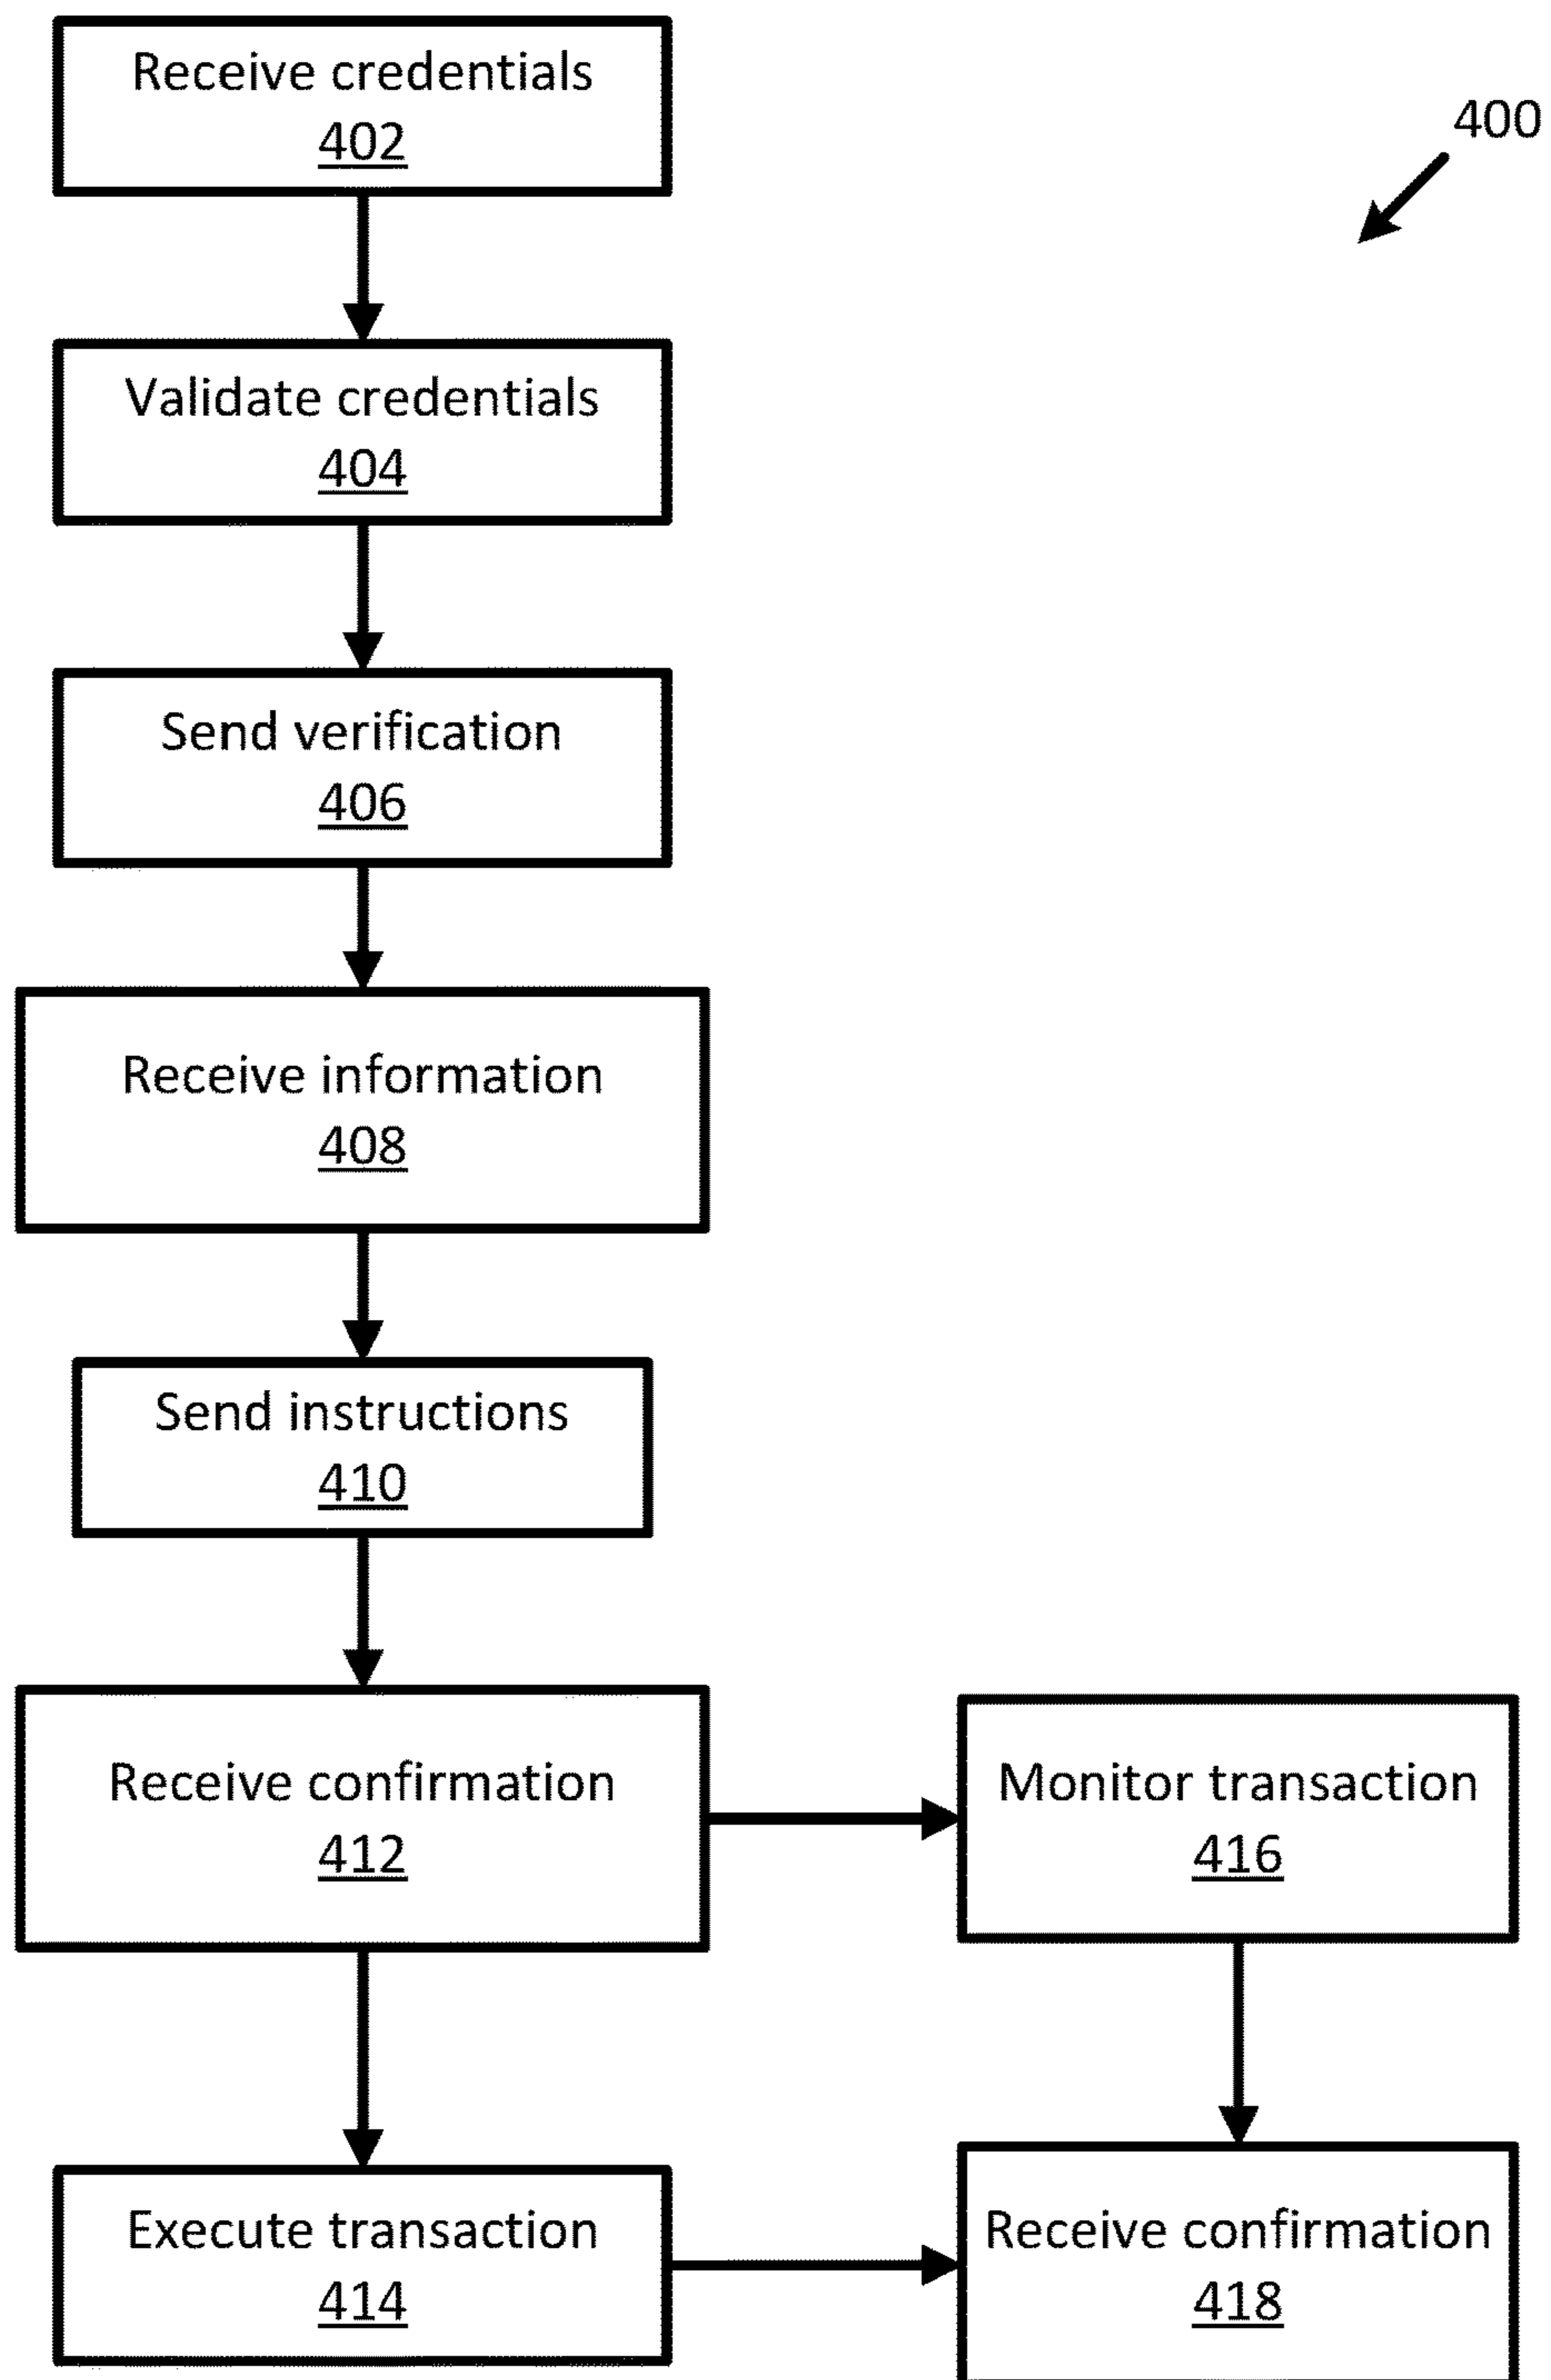 Receive credentials
402
400
Validate credentials
404
Send verification
406
Receive information
408
Send instructions
410
Receive confirmation
412
Monitor transaction
416
Execute transaction
414
Receive confirmation
418